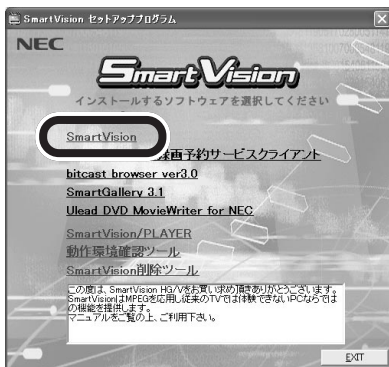 SmartVision セットアッププログラム
NEC
SmartVision
インストールするソフトウェアを選択してください
SmartVision
録画予約サービスクライアント
bitcast browser ver3.0
SmartGallery 3.1
Ulead DVD MovieWriter for NEC
SmartVision/PLAYER
動作環境確認ツール
SmartVision削除ツール
この度は、SmartVision HG/Vをお買い求め頂きありがとうございます。
SmartVisionはMPEGを応用し従来のTVでは体験できないPCならでは
の機能を提供します。
マニュアルをご覧の上、ご利用下さい。
EXIT